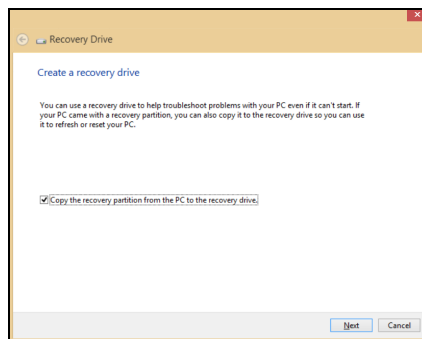 Recovery Drive
Create a recovery drive
You can use a recovery drive to help troubleshoot problems with your PC even if it can't start. If
your PC came with a recovery partition, you can also copy it to the recovery drive so you can use
it to refresh or reset your PC.
Copy the recovery partition from the PC to the recovery drive.
Next Cancel